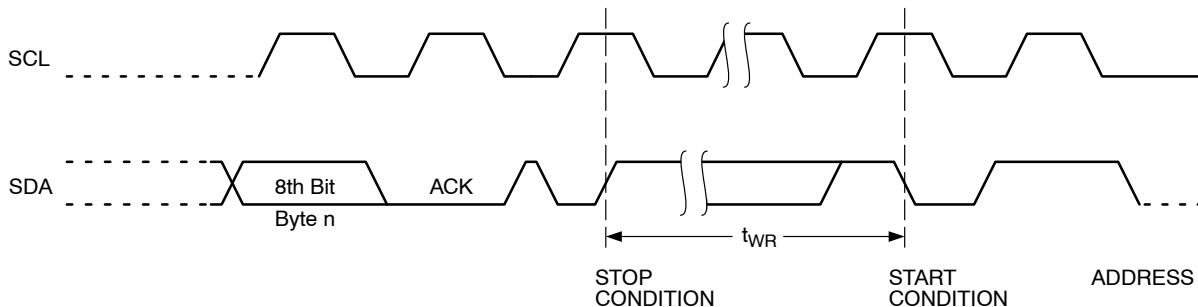 SCL
SDA
8th Bit
Byte n
ACK
tWR
STOP
CONDITION
START
CONDITION
ADDRESS